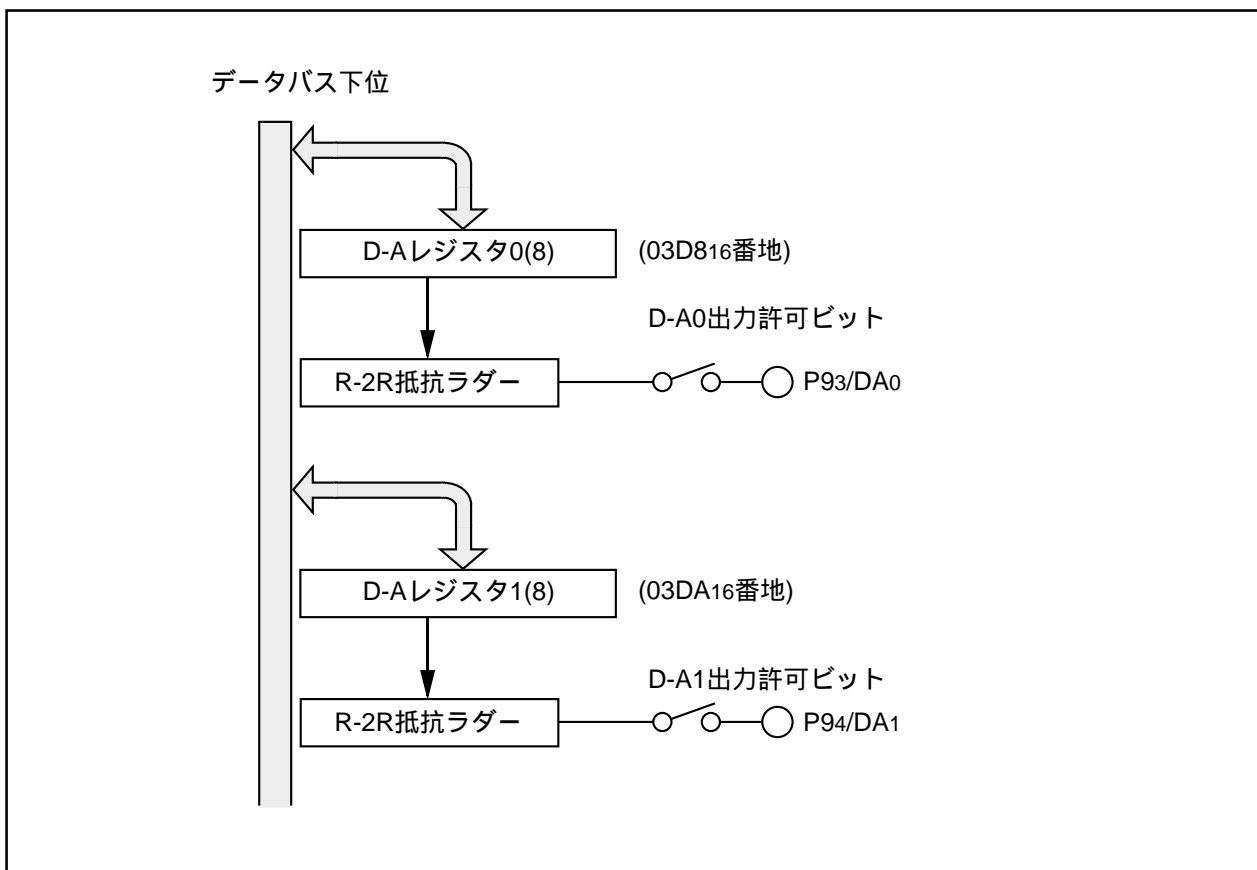 データバス下位
D-Aレジスタ0(8) (03D816番地)
D-A0出力許可ビット
R-2R抵抗ラダー P93/DA0
D-Aレジスタ1(8) (03DA16番地)
D-A1出力許可ビット
R-2R抵抗ラダー P94/DA1